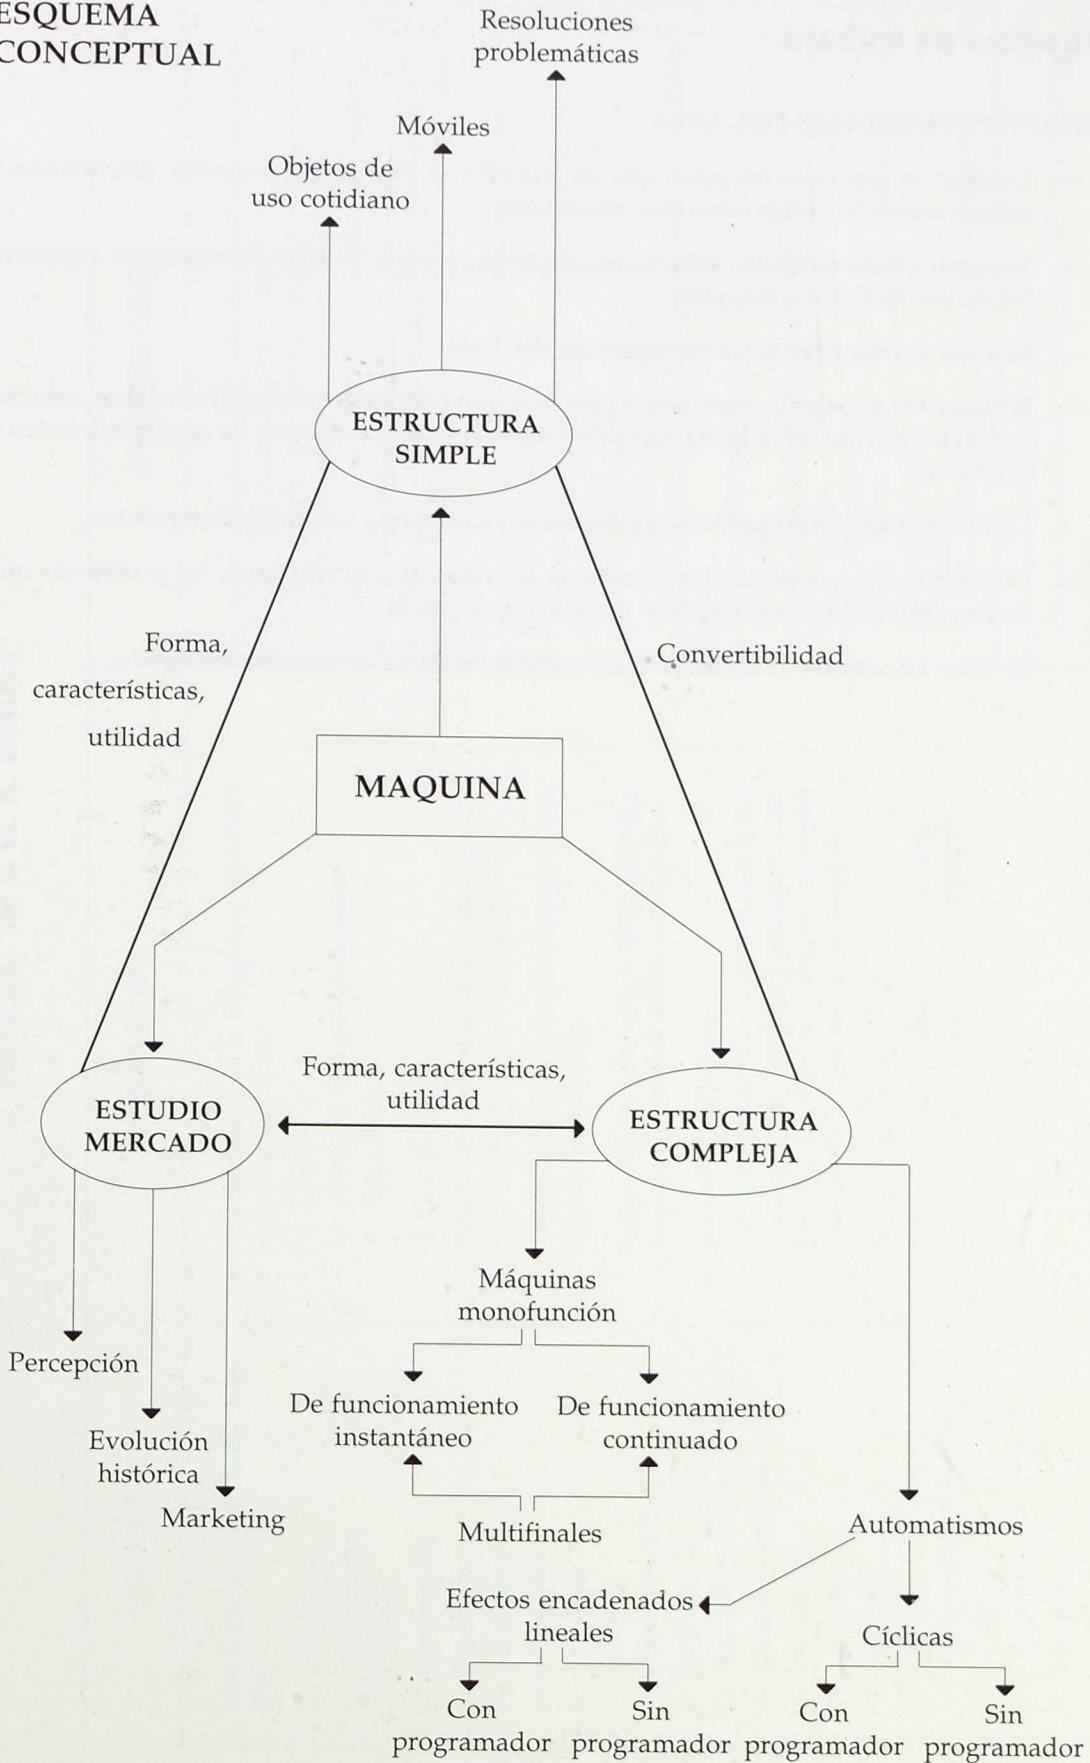 ESQUEMA
CONCEPTUAL
Resoluciones
problemáticas
Móviles
Objetos de
uso cotidiano
ESTRUCTURA
SIMPLE
Forma,
características,
utilidad
Convertibilidad
MAQUINA
Forma, características,
utilidad
ESTUDIO
MERCADO
ESTRUCTURA
COMPLEJA
Máquinas
monofunción
Percepción
De funcionamiento
instantáneo
De funcionamiento
continuado
Evolución
histórica
Marketing
Multifinales
Automatismos
Efectos encadenados
lineales
Cíclicas
Con
programador
Sin
programador
Con
programador
Sin
programador